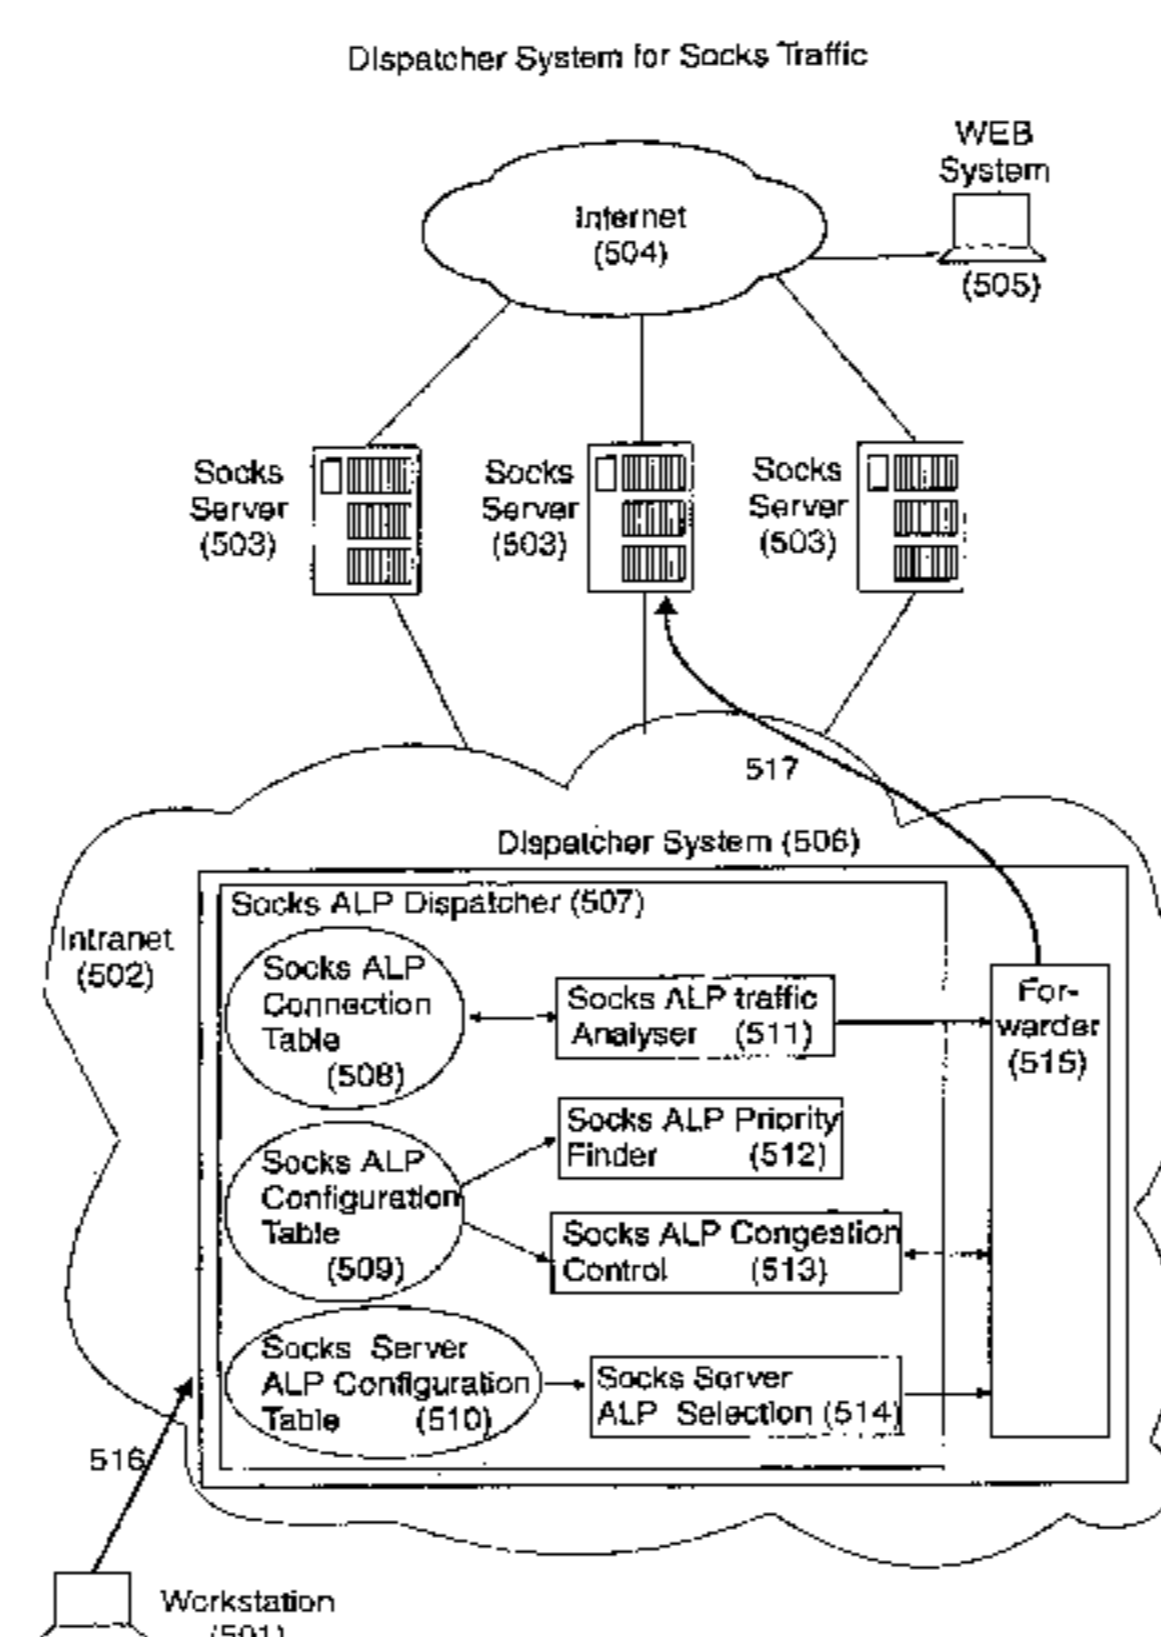 Dispatcher System for Socks Traffic
WEB
System
(505)
Internet
(504)
Socks
Server
(503)
Socks
Server
(503)
Socks
Server
(503)
517
Dispatcher System (506)
Intranet
(502)
Socks ALP Dispatcher (507)
Socks ALP
Connection
Table
(508)
Socks ALP traffic
Analyser (511)
For-
warder
(515)
Socks ALP Priority
Finder (512)
Socks ALP
Configuration
Table
(509)
Socks ALP Congestion
Control (513)
Socks Server
ALP Configuration
Table (510)
Socks Server
ALP Selection (514)
516
Workstation
(501)